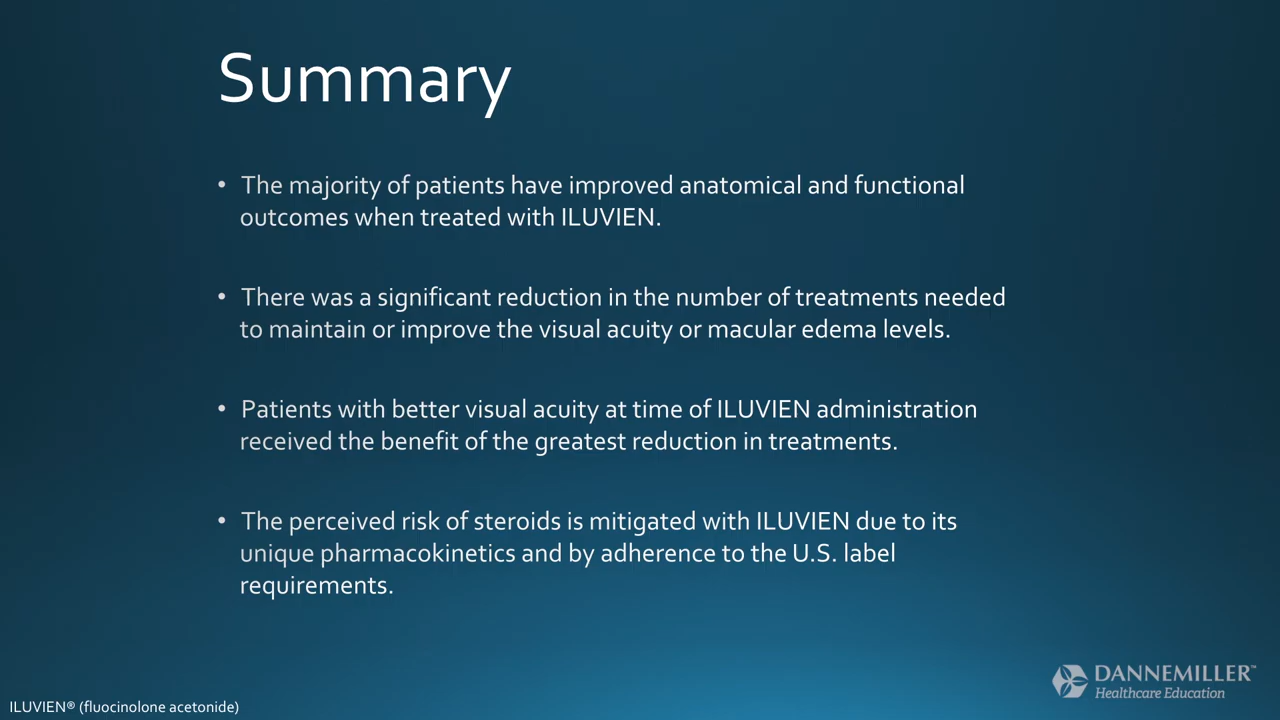 Summary
• The majority of patients have improved anatomical and functional
outcomes when treated with ILUVIEN.
• There was a significant reduction in the number of treatments needed
to maintain or improve the visual acuity or macular edema levels.
• Patients with better visual acuity at time of ILUVIEN administration
received the benefit of the greatest reduction in treatments.
• The perceived risk of steroids is mitigated with ILUVIEN due to its
unique pharmacokinetics and by adherence to the U.S. label
requirements.
DANNEMILLER™
Healthcare Education
ILUVIEN® (fluocinolone acetonide)